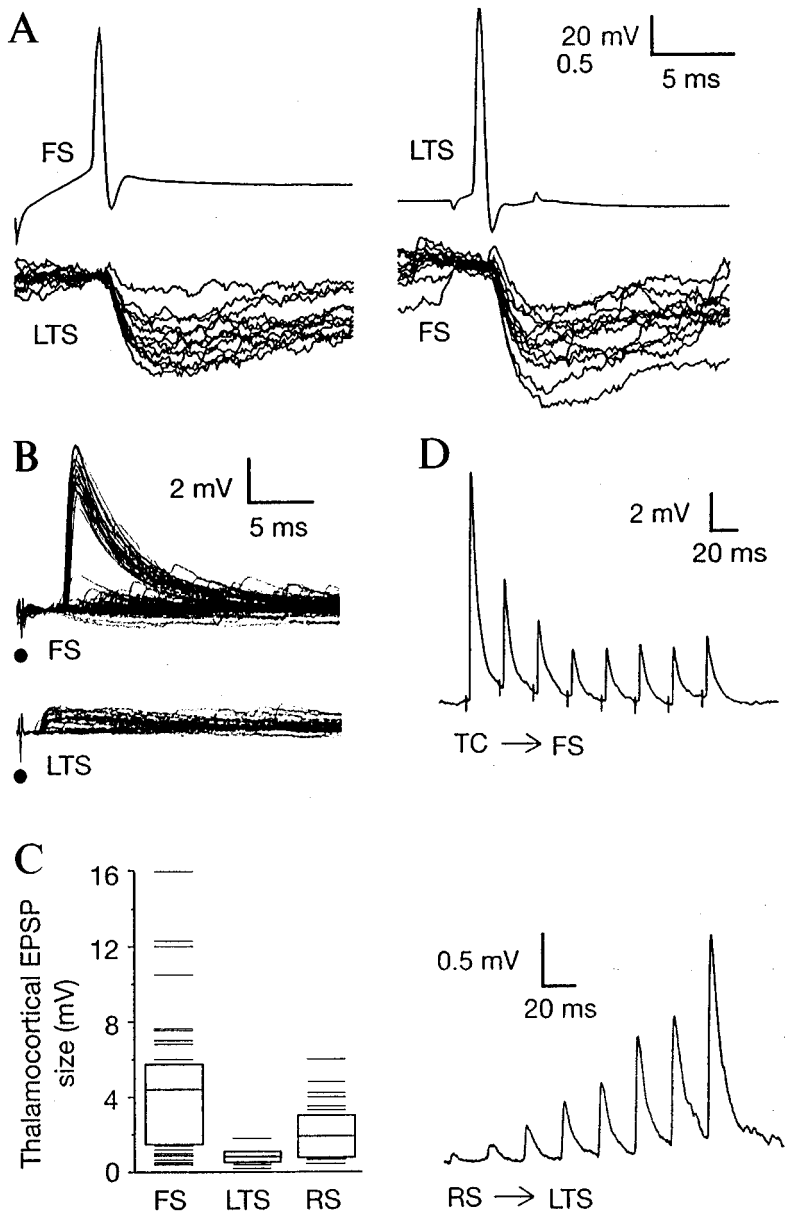 A
FS
LTS
LTS
FS
20 mV
0.5
5 ms
B
2 mV
5 ms
FS
LTS
D
2 mV
20 ms
TC → FS
C
Thalamocortical EPSP
size (mV)
16
12
8
4
0
FS LTS RS
0.5 mV
20 ms
RS → LTS